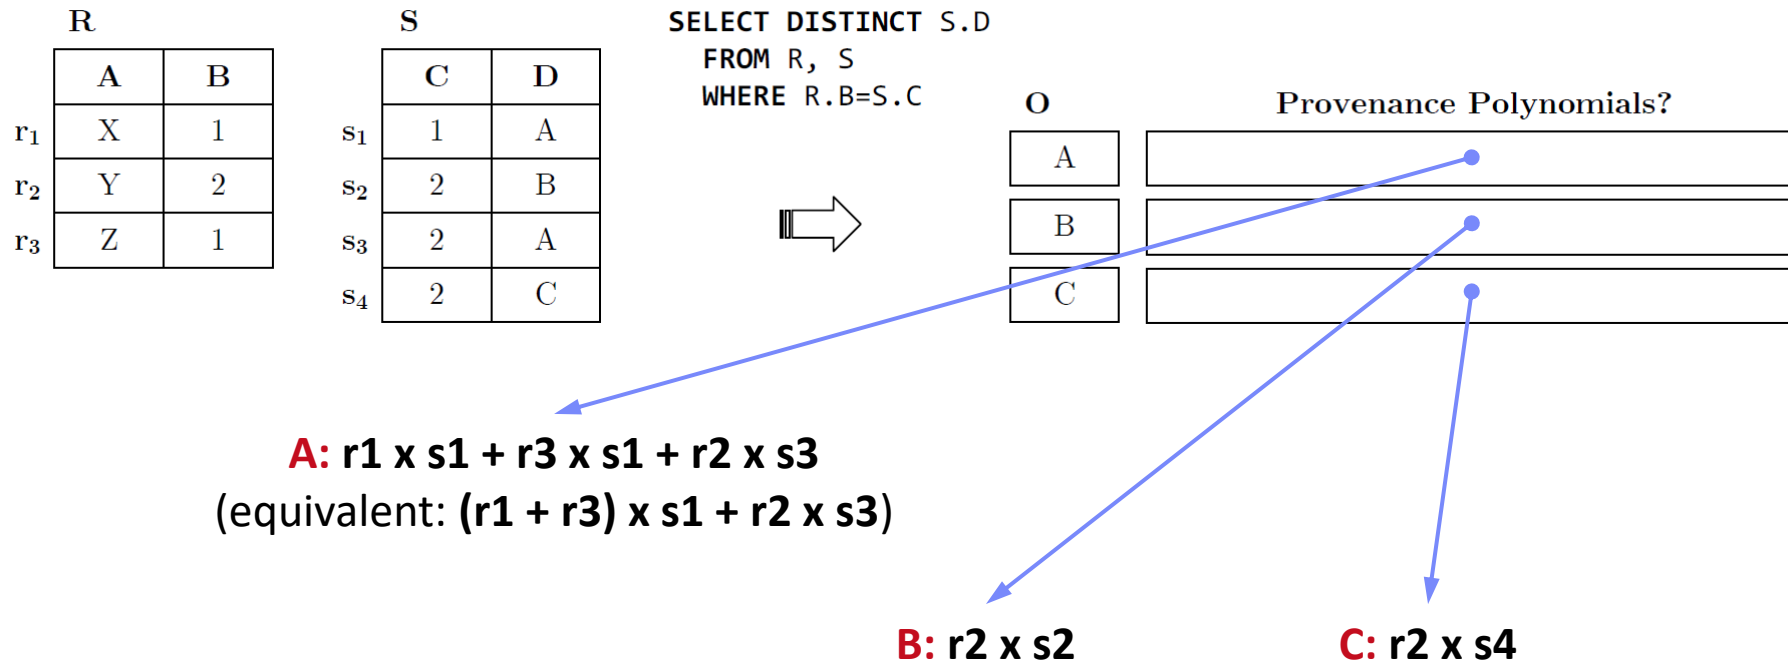 R
A B
r1 X 1
r2 Y 2
r3 Z 1
S
C D
s1 1 A
s2 2 B
s3 2 A
s4 2 C
SELECT DISTINCT S.D
FROM R, S
WHERE R.B=S.C
O Provenance Polynomials?
A
B
C
A: r1 x s1 + r3 x s1 + r2 x s3
(equivalent: (r1 + r3) x s1 + r2 x s3)
B: r2 x s2
C: r2 x s4